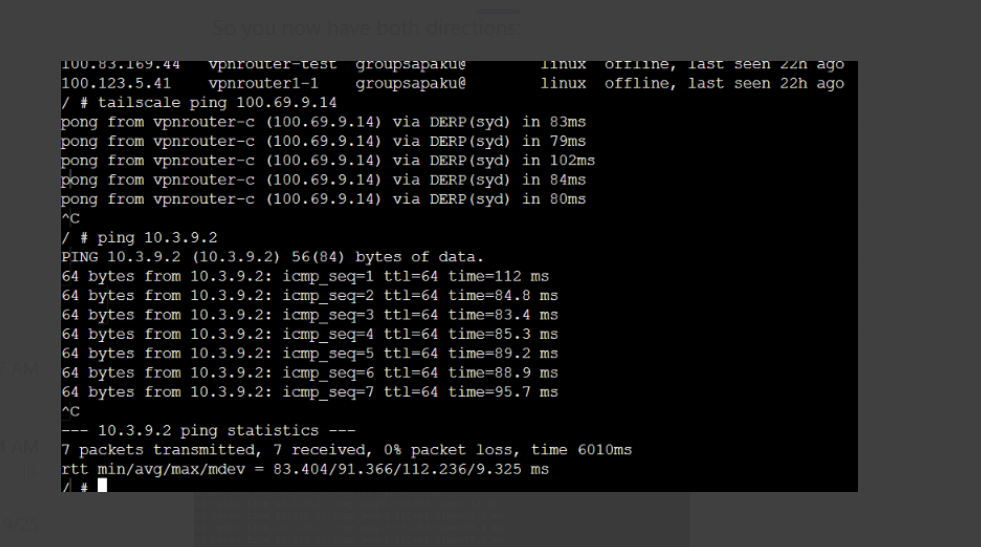 So you now have both directions:
100.83.169.44 vpnrouter-test groupsapaku@ linux offline, last seen 22h ago
100.123.5.41 vpnrouter1-1 groupsapaku@ linux offline, last seen 22h ago
/ # tailscale ping 100.69.9.14
pong from vpnrouter-c (100.69.9.14) via DERP(syd) in 83ms
pong from vpnrouter-c (100.69.9.14) via DERP(syd) in 79ms
pong from vpnrouter-c (100.69.9.14) via DERP(syd) in 102ms
pong from vpnrouter-c (100.69.9.14) via DERP(syd) in 84ms
pong from vpnrouter-c (100.69.9.14) via DERP(syd) in 80ms
^C
/ # ping 10.3.9.2
PING 10.3.9.2 (10.3.9.2) 56(84) bytes of data.
64 bytes from 10.3.9.2: icmp_seq=1 ttl=64 time=112 ms
64 bytes from 10.3.9.2: icmp_seq=2 ttl=64 time=84.8 ms
64 bytes from 10.3.9.2: icmp_seq=3 ttl=64 time=83.4 ms
64 bytes from 10.3.9.2: icmp_seq=4 ttl=64 time=85.3 ms
64 bytes from 10.3.9.2: icmp_seq=5 ttl=64 time=89.2 ms
64 bytes from 10.3.9.2: icmp_seq=6 ttl=64 time=88.9 ms
64 bytes from 10.3.9.2: icmp_seq=7 ttl=64 time=95.7 ms
^C
--- 10.3.9.2 ping statistics ---
7 packets transmitted, 7 received, 0% packet loss, time 6010ms
rtt min/avg/max/mdev = 83.404/91.366/112.236/9.325 ms
/ #